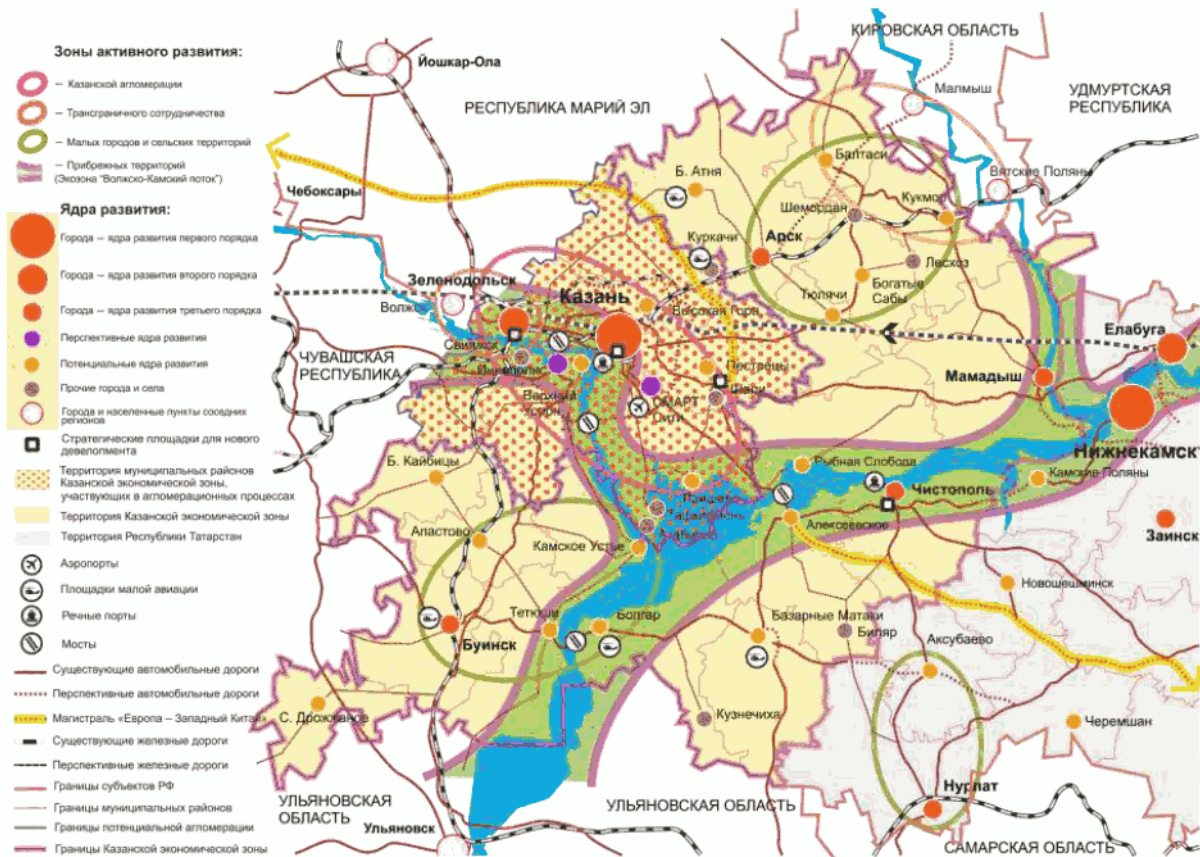 Зоны активного развития:
– Казанской агломерации
– Трансграничного сотрудничества
– Малых городов и сельских территорий
– Прибрежных территорий
(Экозона "Волжско-Камский поток")
Ядра развития:
Города – ядра развития первого порядка
Города – ядра развития второго порядка
Города – ядра развития третьего порядка
Перспективные ядра развития
Потенциальные ядра развития
Прочие города и села
Города и населенные пункты соседних
регионов
Стратегические площадки для нового
девелопмента
Территория муниципальных районов
Казанской экономической зоны,
участвующих в агломерационных процессах
Территория Казанской экономической зоны
Территория Республики Татарстан
Аэропорты
Площадки малой авиации
Речные порты
Мосты
Существующие автомобильные дороги
Перспективные автомобильные дороги
Магистраль «Европа – Западный Китай»
Существующие железные дороги
Перспективные железные дороги
Границы субъектов РФ
Границы муниципальных районов
Границы потенциальной агломерации
Границы Казанской экономической зоны
КИРОВСКАЯ ОБЛАСТЬ
Йошкар-Ола
Малмыш
УДМУРТСКАЯ
РЕСПУБЛИКА
РЕСПУБЛИКА МАРИЙ ЭЛ
Балтаси
Б. Атня
Вятские Поляны
Чебоксары
Кукмор
Шемордан
Куркачи
Арск
Лесхоз
Зеленодольск
Богатые
Сабы
Тюлячи
Казань
Волжск
Высокая Гора
Елабуга
Свияжск
ЧУВАШСКАЯ
РЕСПУБЛИКА
Иннополис
Пестрецы
Мамадыш
Шали
Верхний
Услон
СМАРТ
Сити
Нижнекамск
Б. Кайбицы
Рыбная Слобода
Камские Поляны
Чистополь
Алексеевское
Апастово
Камское Устье
Заинск
Новошешминск
Тетюши
Болгар
Базарные Матаки
Биляр
Аксубаево
Буинск
С. Дрожжаное
Кузнечиха
Черемшан
Нурлат
УЛЬЯНОВСКАЯ
ОБЛАСТЬ
УЛЬЯНОВСКАЯ ОБЛАСТЬ
Ульяновск
САМАРСКАЯ ОБЛАСТЬ